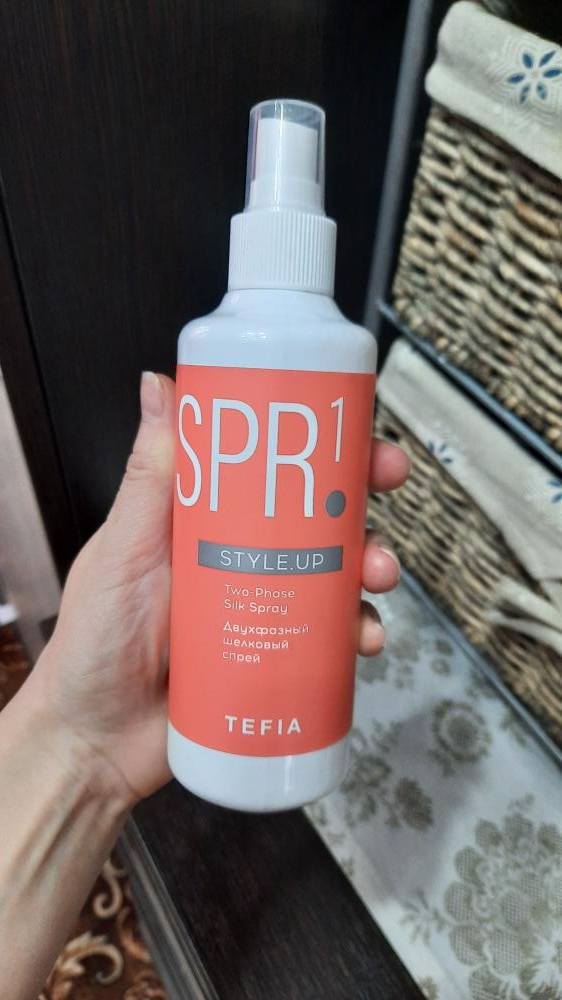 SPR.¹
STYLE.UP
Two-Phase
Silk Spray
Двухфазный
шелковый
спрей
TEFIA